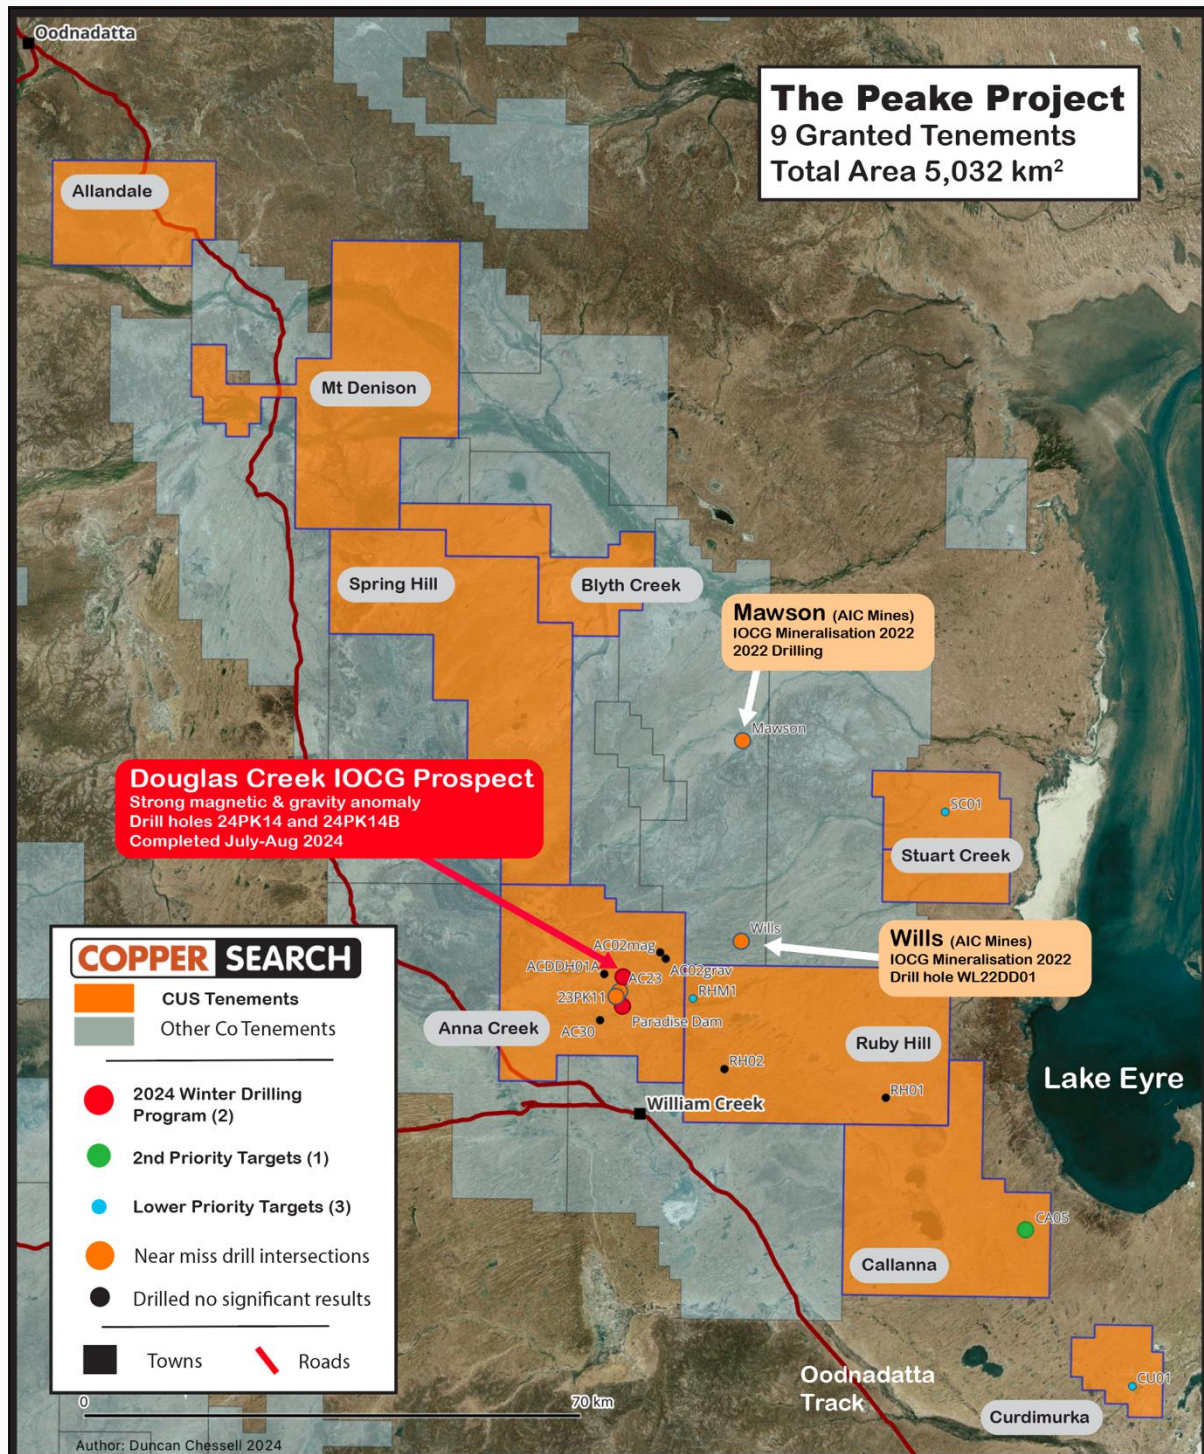 Oodnadatta
The Peake Project
9 Granted Tenements
Total Area 5,032 km²
Allandale
Mt Denison
Spring Hill
Blyth Creek
Mawson (AIC Mines)
IOCG Mineralisation 2022
2022 Drilling
Mawson
Douglas Creek IOCG Prospect
Strong magnetic & gravity anomaly
Drill holes 24PK14 and 24PK14B
Completed July-Aug 2024
SC01
Stuart Creek
Wills
Wills (AIC Mines)
IOCG Mineralisation 2022
Drill hole WL22DD01
AC02mag
AC02grav
ACDDH01A
AC23
23PK11
RHM1
Paradise Dam
AC30
Anna Creek
Ruby Hill
RH02
RH01
Lake Eyre
William Creek
CA05
Callanna
Oodnadatta
Track
CU01
Curdimurka
COPPER SEARCH
CUS Tenements
Other Co Tenements
2024 Winter Drilling
Program (2)
2nd Priority Targets (1)
Lower Priority Targets (3)
Near miss drill intersections
Drilled no significant results
Towns
Roads
0
70 km
Author: Duncan Chessell 2024